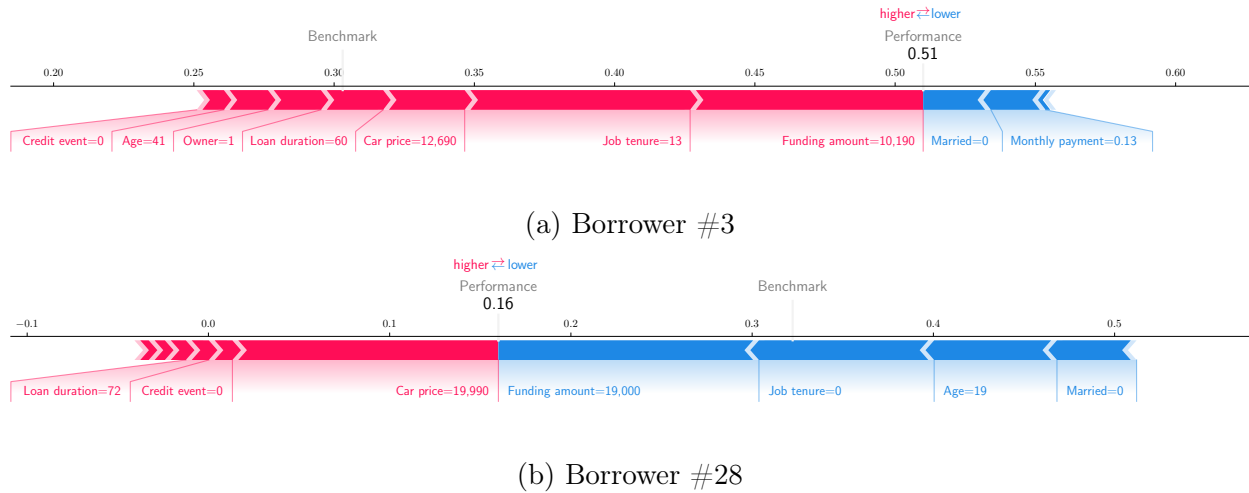 higher⇄lower
Benchmark
Performance
0.51
0.20 0.25 0.30 0.35 0.40 0.45 0.50 0.55 0.60
Credit event=0 Age=41 Owner=1 Loan duration=60 Car price=12,690 Job tenure=13 Funding amount=10,190 Married=0 Monthly payment=0.13
(a) Borrower #3
higher⇄lower
Performance
Benchmark
0.16
−0.1 0.0 0.1 0.2 0.3 0.4 0.5
Loan duration=72 Credit event=0 Car price=19,990 Funding amount=19,000 Job tenure=0 Age=19 Married=0
(b) Borrower #28